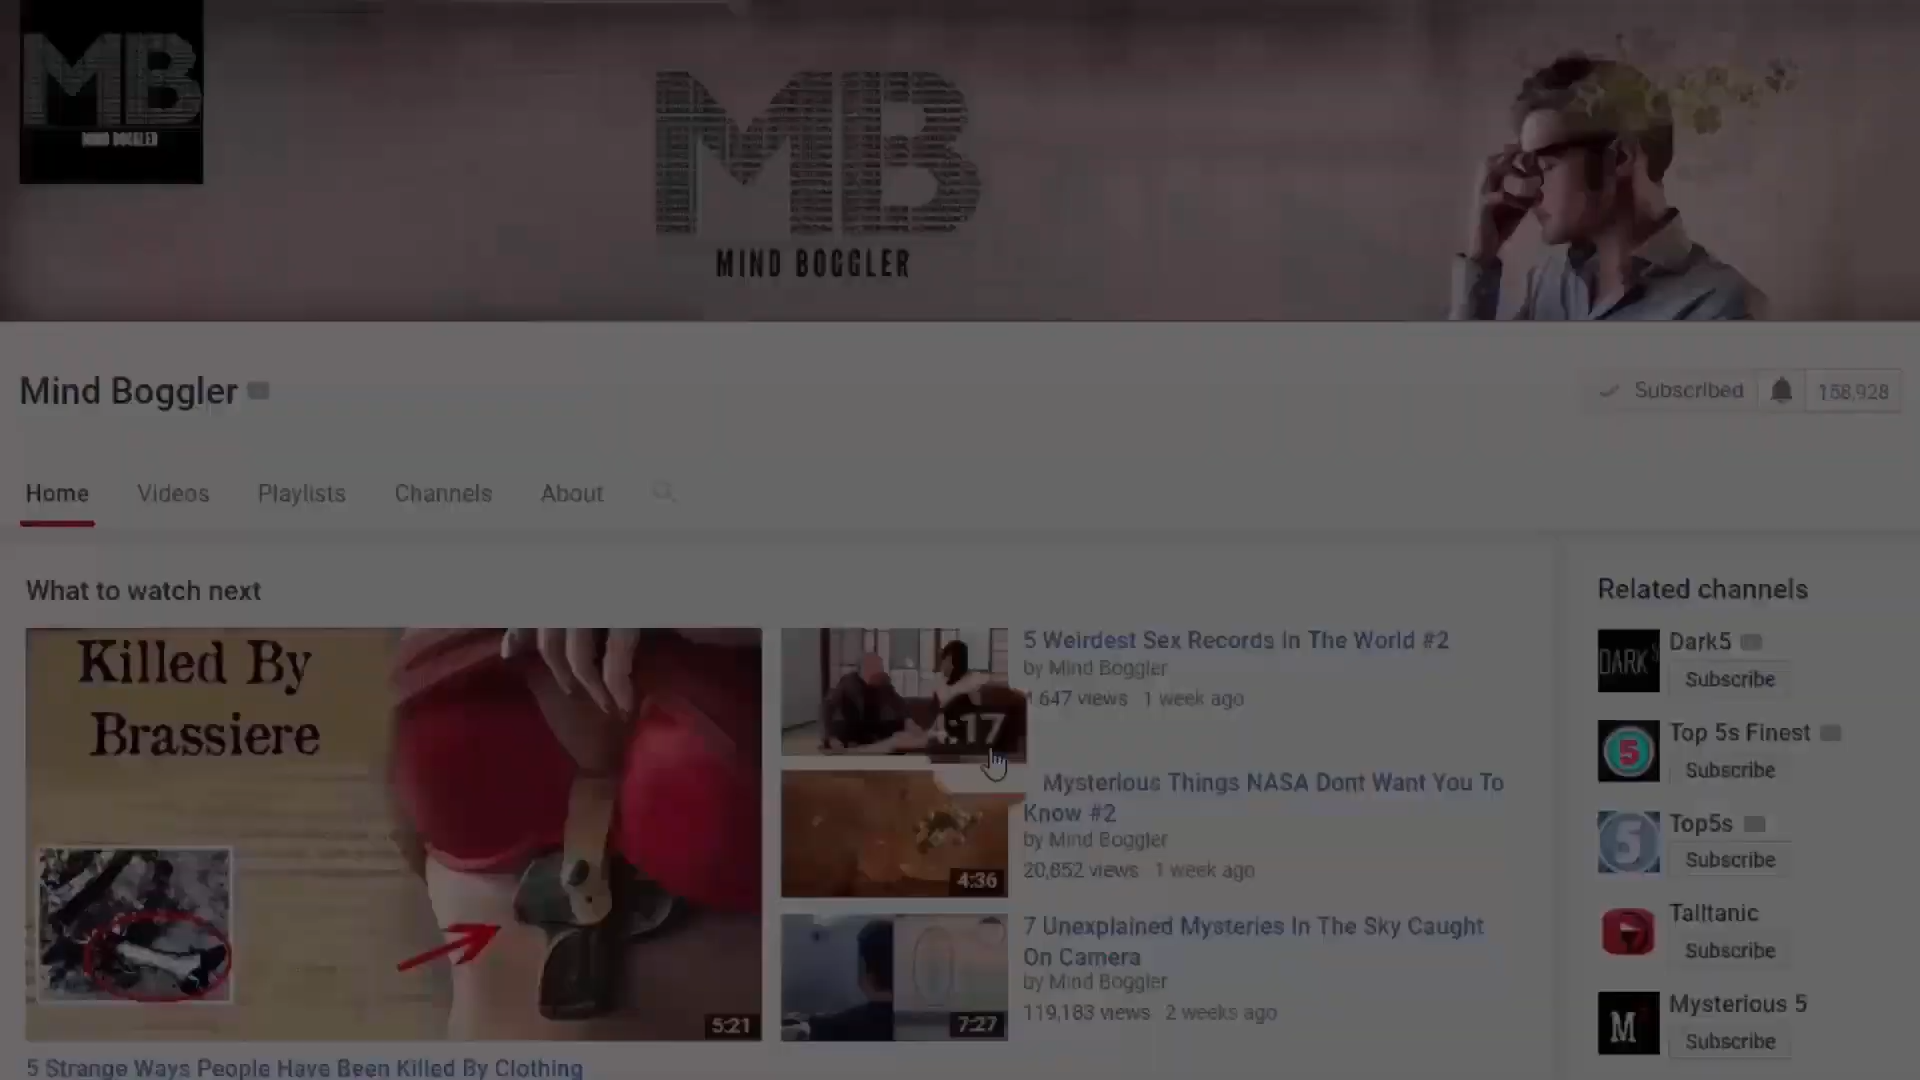 MB
MIND BOGGLER
MB
MIND BOGGLER
Mind Boggler
Subscribed
158,928
Home
Videos
Playlists
Channels
About
What to watch next
Killed By
Brassiere
5:21
5 Strange Ways People Have Been Killed By Clothing
4:17
5 Weirdest Sex Records In The World #2
by Mind Boggler
647 views 1 week ago
4:36
Mysterious Things NASA Dont Want You To
Know #2
by Mind Boggler
20,652 views 1 week ago
7:27
7 Unexplained Mysteries In The Sky Caught
On Camera
by Mind Boggler
119,183 views 2 weeks ago
Related channels
DARK
Dark5
Subscribe
5
Top 5s Finest
Subscribe
5
Top5s
Subscribe
Talltanic
Subscribe
M
Mysterious 5
Subscribe